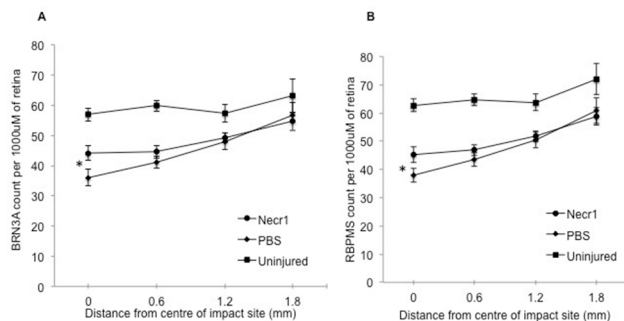 A
80
70
60
50
40
30
20
10
0
*
BRN3A count per 1000uM of retina
Necr1
PBS
Uninjured
0 0.6 1.2 1.8
Distance from centre of impact site (mm)
B
80
70
60
50
40
30
20
10
0
*
RBPMS count per 1000uM of retina
Necr1
PBS
Uninjured
0 0.6 1.2 1.8
Distance from centre of impact site (mm)